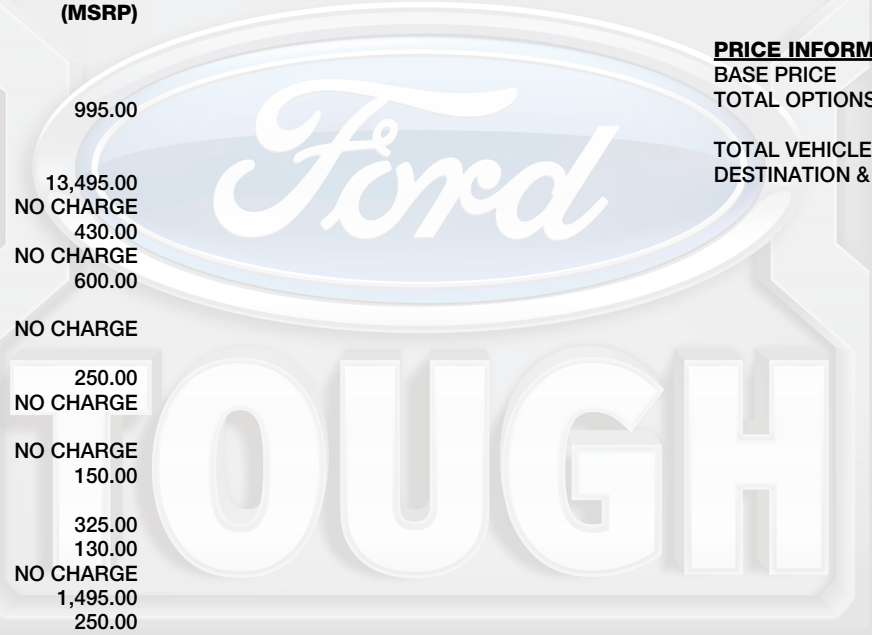 (MSRP)
995.00
13,495.00
NO CHARGE
430.00
NO CHARGE
600.00
NO CHARGE
250.00
NO CHARGE
NO CHARGE
150.00
325.00
130.00
NO CHARGE
1,495.00
250.00
PRICE INFORM
BASE PRICE
TOTAL OPTIONS
TOTAL VEHICLE
DESTINATION &
Ford
TOUGH